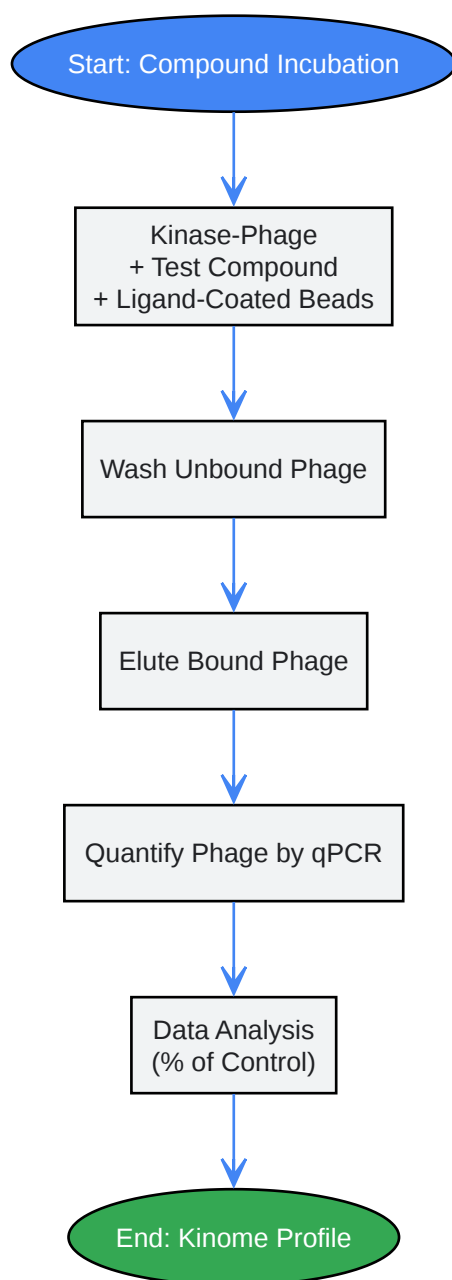 Start: Compound Incubation
Kinase-Phage
+ Test Compound
+ Ligand-Coated Beads
Wash Unbound Phage
Elute Bound Phage
Quantify Phage by qPCR
Data Analysis
(% of Control)
End: Kinome Profile